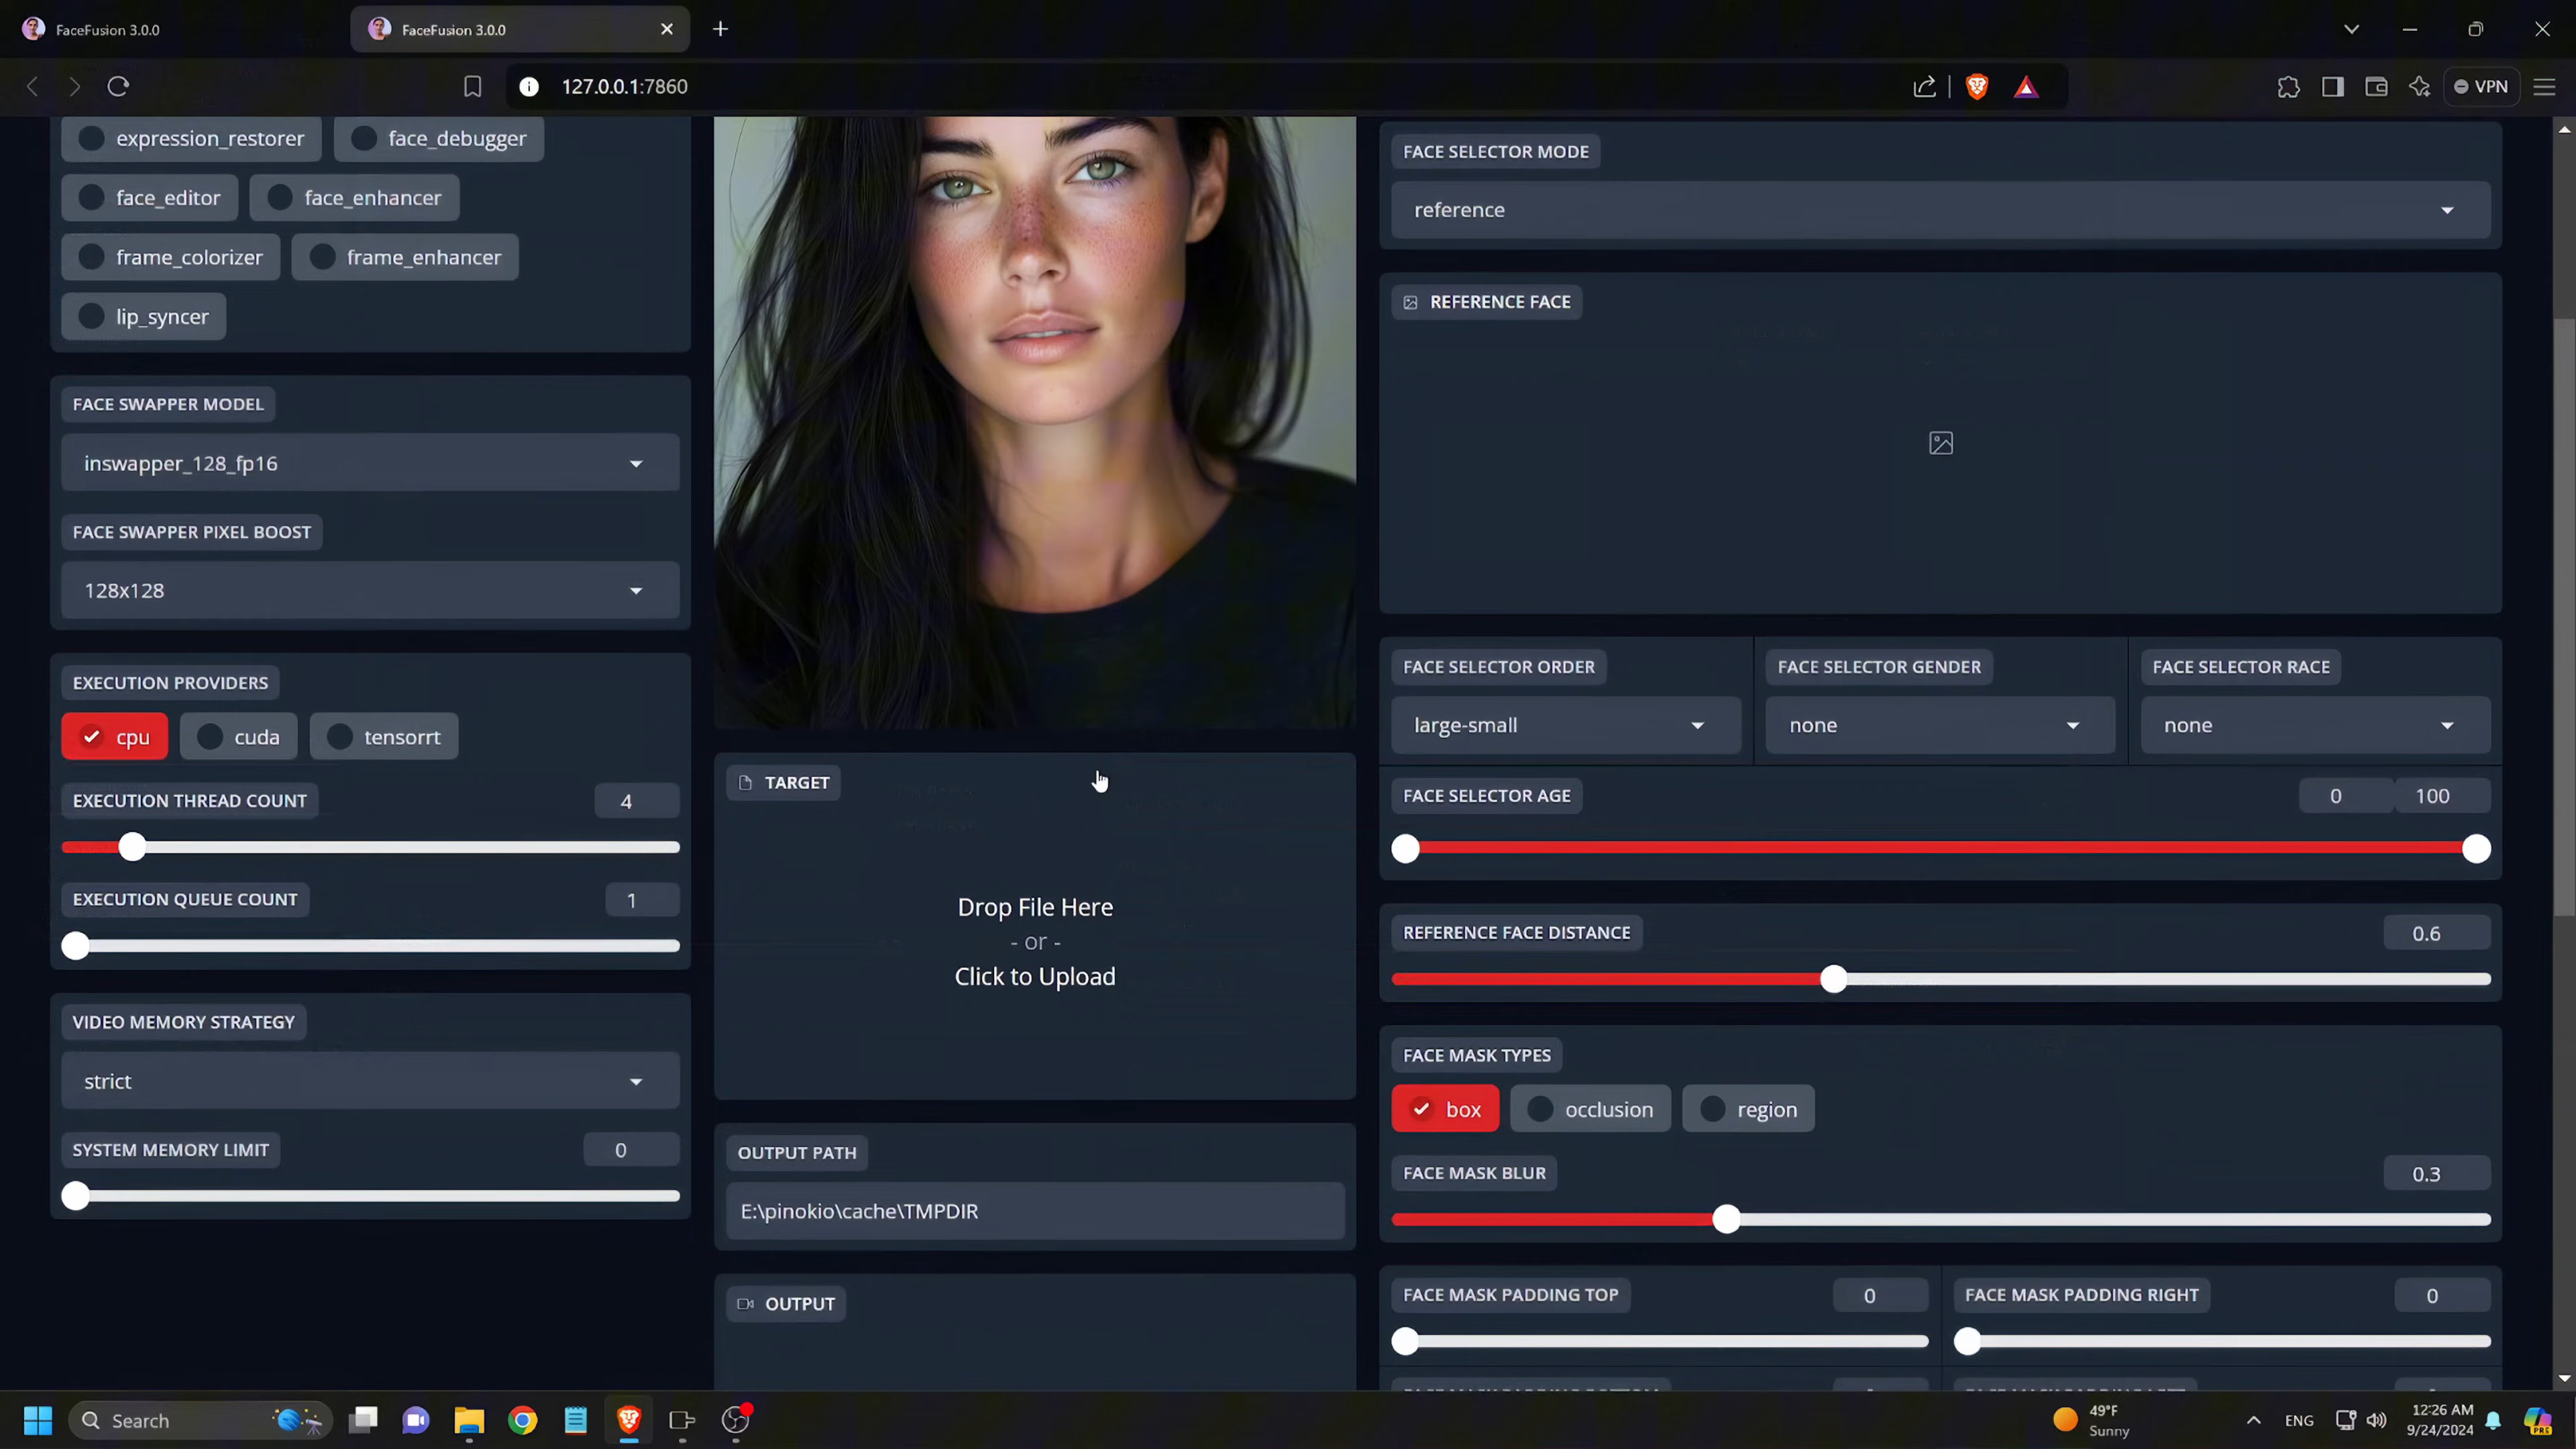 FaceFusion 3.0.0
FaceFusion 3.0.0
127.0.0.1:7860
VPN
expression_restorer
face_debugger
face_editor
face_enhancer
frame_colorizer
frame_enhancer
lip_syncer
FACE SWAPPER MODEL
inswapper_128_fp16
FACE SWAPPER PIXEL BOOST
128x128
EXECUTION PROVIDERS
cpu
cuda
tensorrt
EXECUTION THREAD COUNT
4
EXECUTION QUEUE COUNT
1
VIDEO MEMORY STRATEGY
strict
SYSTEM MEMORY LIMIT
0
TARGET
Drop File Here
- or -
Click to Upload
OUTPUT PATH
E:\pinokio\cache\TMPDIR
OUTPUT
FACE SELECTOR MODE
reference
REFERENCE FACE
FACE SELECTOR ORDER
large-small
FACE SELECTOR GENDER
none
FACE SELECTOR RACE
none
FACE SELECTOR AGE
0
100
REFERENCE FACE DISTANCE
0.6
FACE MASK TYPES
box
occlusion
region
FACE MASK BLUR
0.3
FACE MASK PADDING TOP
0
FACE MASK PADDING RIGHT
0
Search
49°F
Sunny
ENG
12:26 AM
9/24/2024